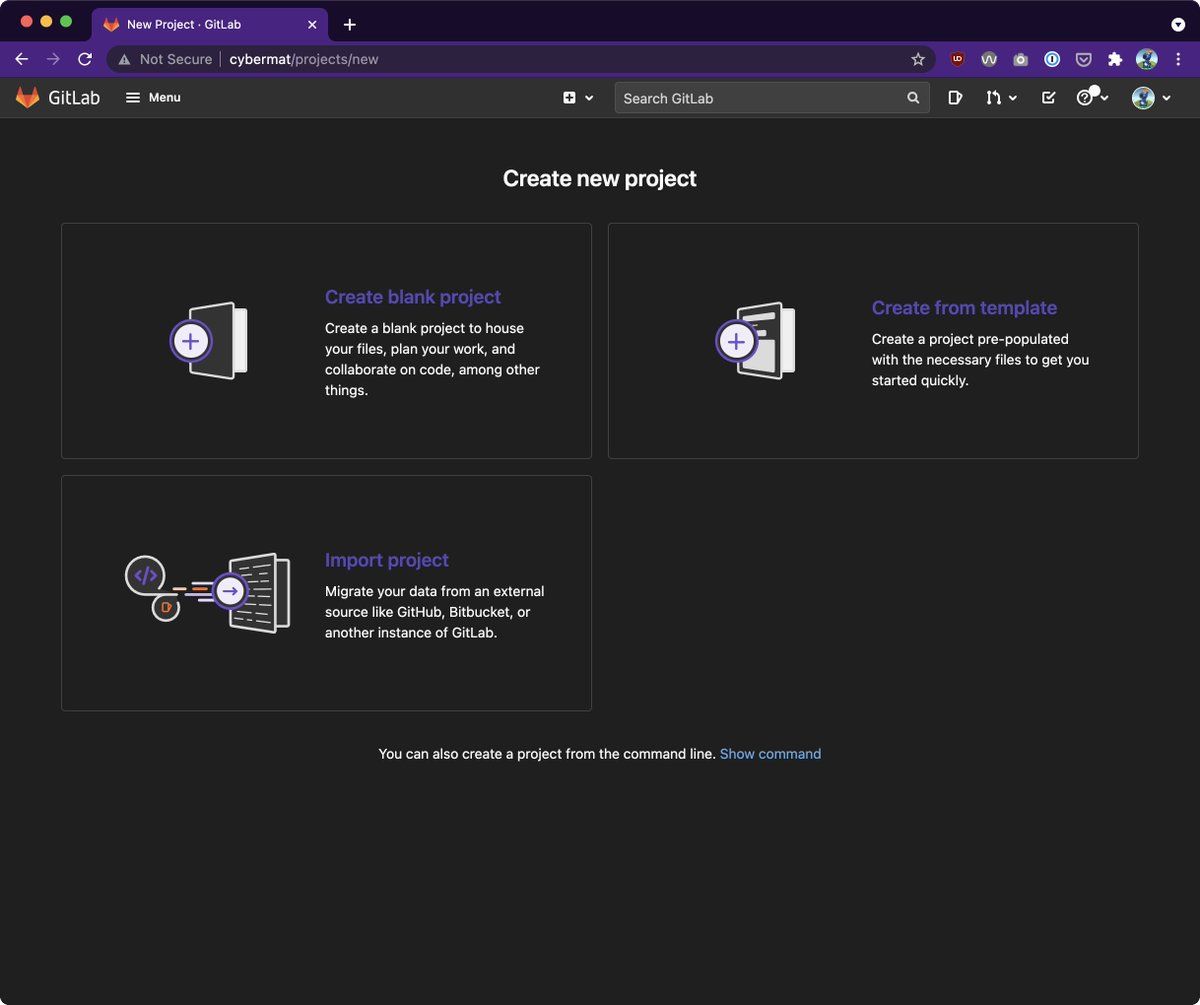 New Project · GitLab
Not Secure
cybermat/projects/new
GitLab
Menu
Search GitLab
Create new project
Create blank project
Create a blank project to house
your files, plan your work, and
collaborate on code, among other
things.
Create from template
Create a project pre-populated
with the necessary files to get you
started quickly.
Import project
Migrate your data from an external
source like GitHub, Bitbucket, or
another instance of GitLab.
You can also create a project from the command line. Show command